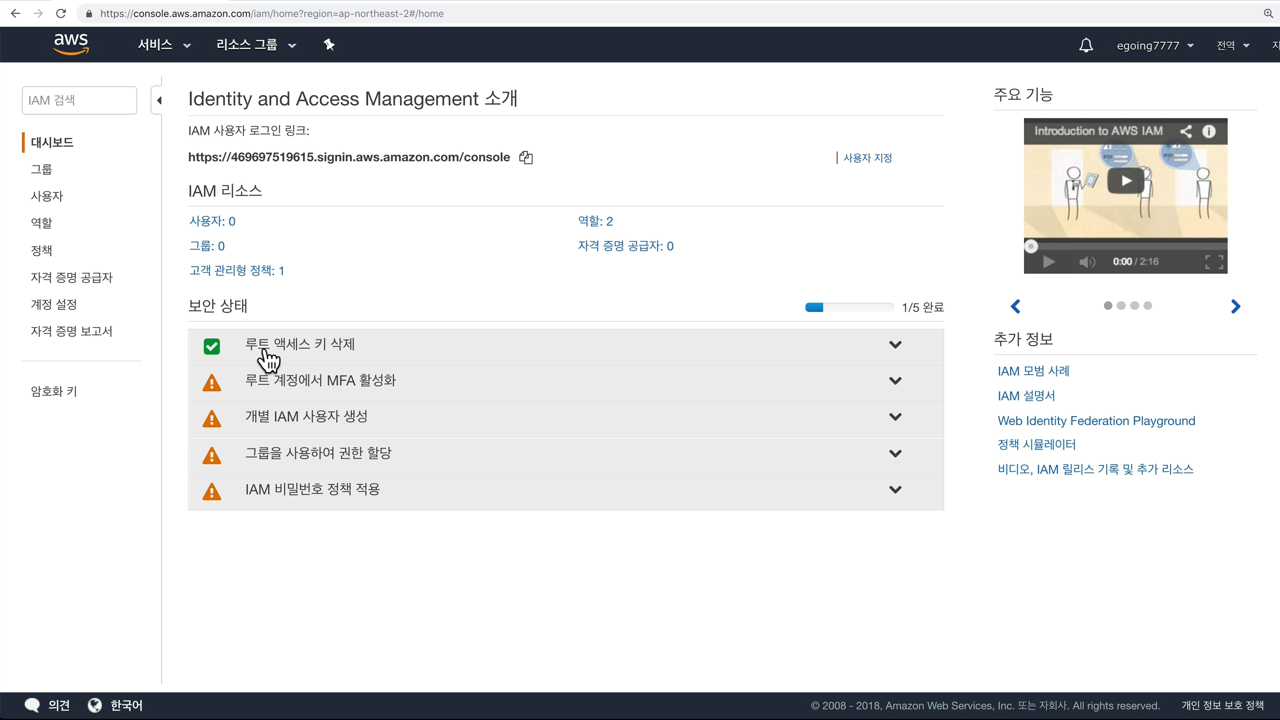 https://console.aws.amazon.com/iam/home?region=ap-northeast-2#/home
aws
서비스
리소스 그룹
egoing7777
전역
IAM 검색
대시보드
그룹
사용자
역할
정책
자격 증명 공급자
계정 설정
자격 증명 보고서
암호화 키
Identity and Access Management 소개
IAM 사용자 로그인 링크:
https://469697519615.signin.aws.amazon.com/console
사용자 지정
IAM 리소스
사용자: 0
역할: 2
그룹: 0
자격 증명 공급자: 0
고객 관리형 정책: 1
보안 상태
1/5 완료
루트 액세스 키 삭제
루트 계정에서 MFA 활성화
개별 IAM 사용자 생성
그룹을 사용하여 권한 할당
IAM 비밀번호 정책 적용
주요 기능
Introduction to AWS IAM
0:00 / 2:16
추가 정보
IAM 모범 사례
IAM 설명서
Web Identity Federation Playground
정책 시뮬레이터
비디오, IAM 릴리스 기록 및 추가 리소스
의견
한국어
© 2008 - 2018, Amazon Web Services, Inc. 또는 자회사. All rights reserved.
개인 정보 보호 정책